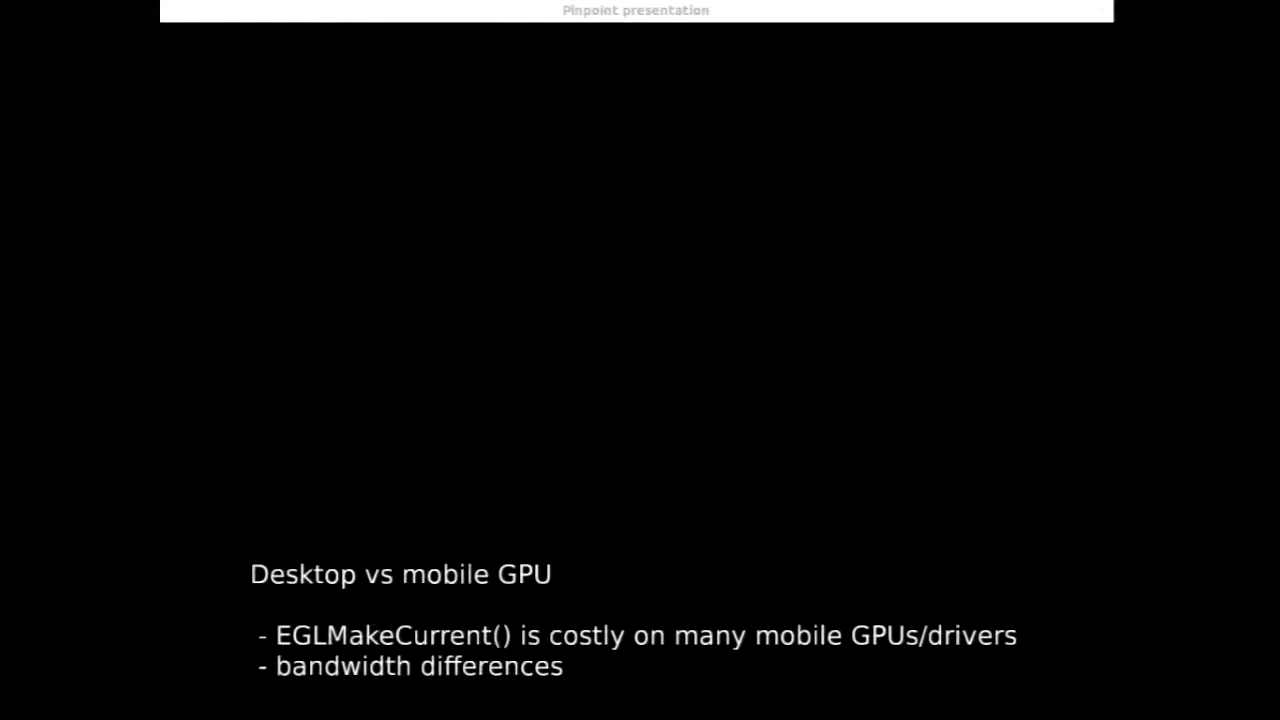 Pinpoint presentation
Desktop vs mobile GPU
- EGLMakeCurrent() is costly on many mobile GPUs/drivers
- bandwidth differences